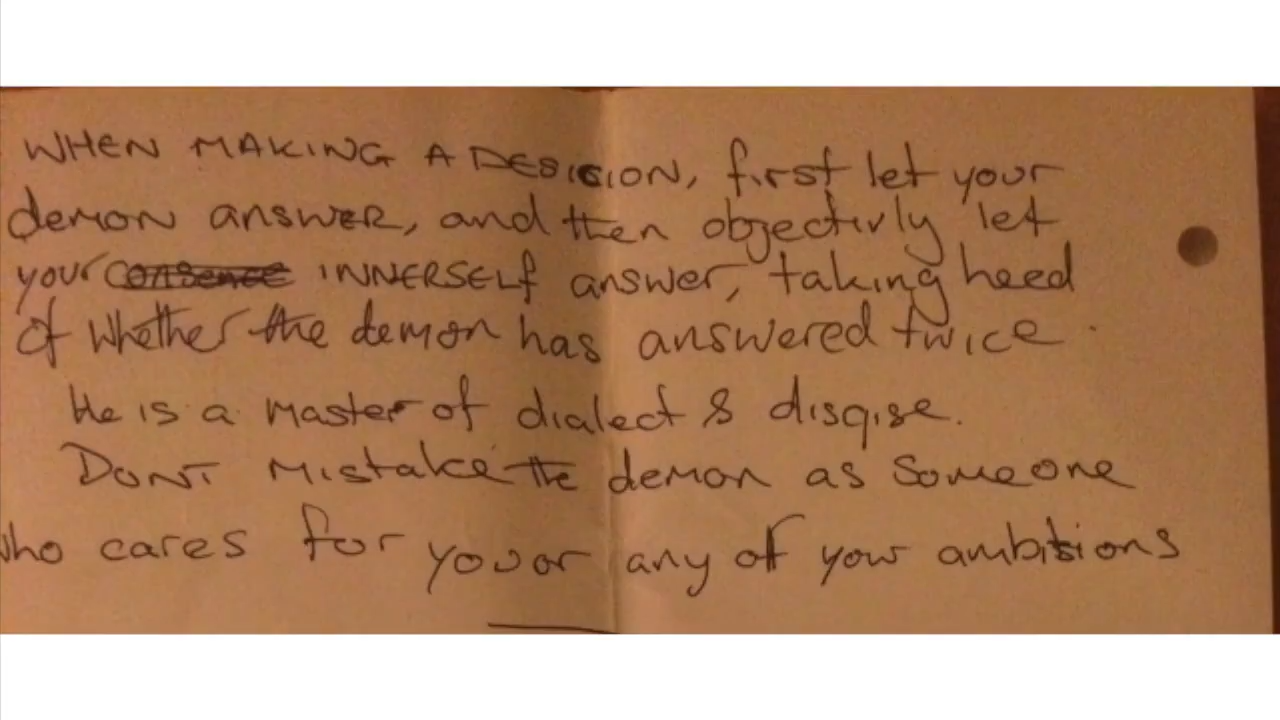 WHEN MAKING A DESICION, first let your
demon answer, and then objectivly let
your consence INNERSELf answer, taking heed
of whether the demon has answered twice.
He is a master of dialect & disgise.
DONT mistake the demon as someone
who cares for you or any of your ambitions